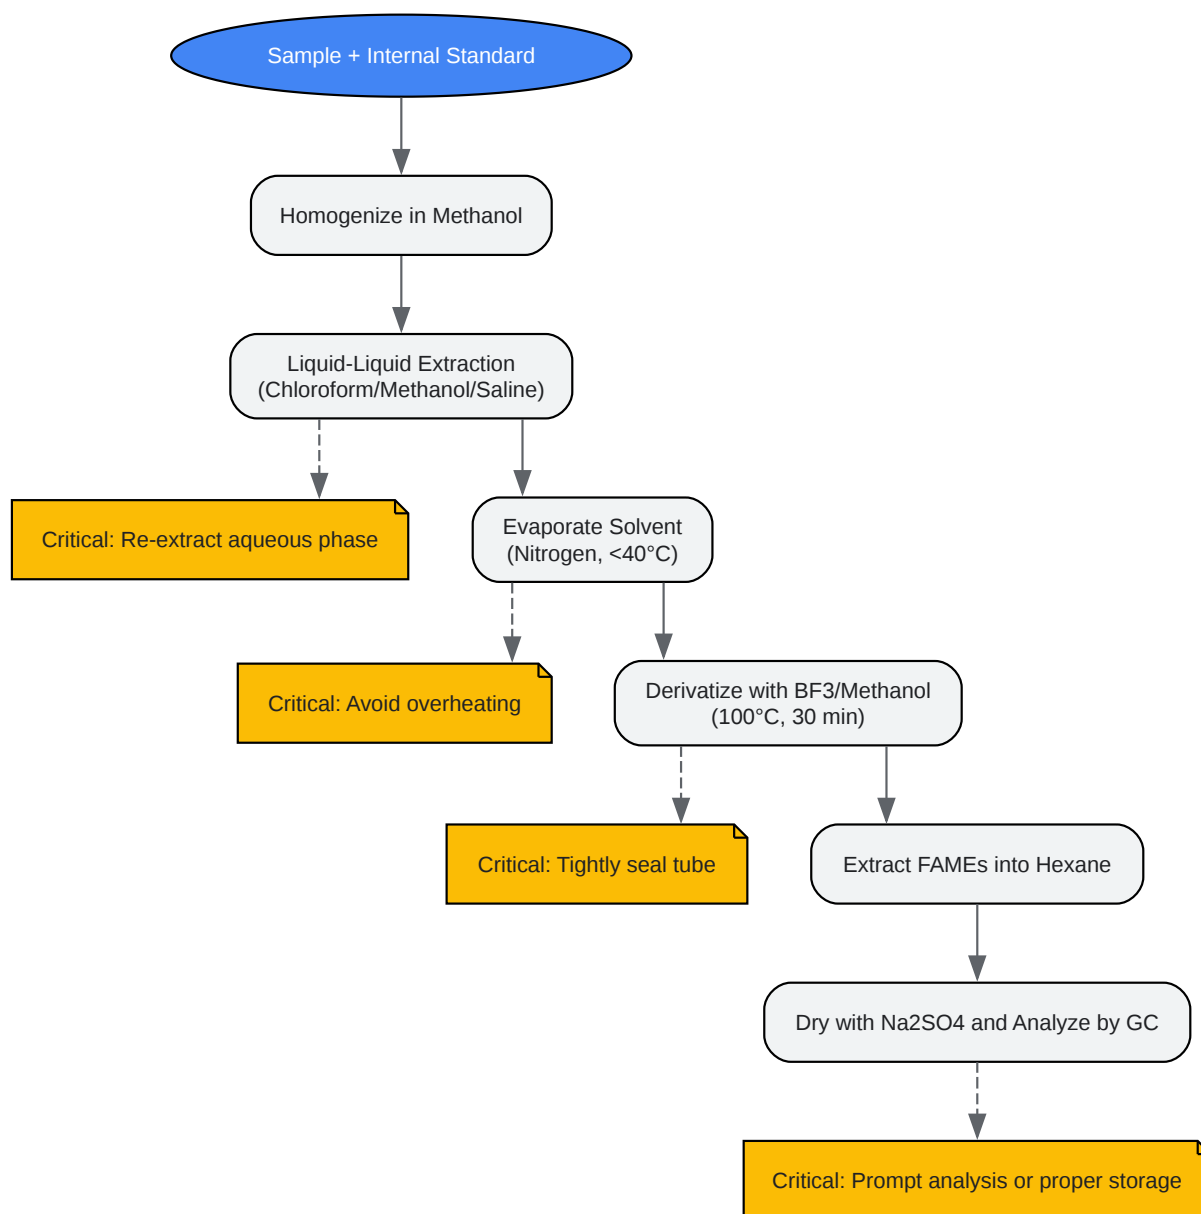 Sample + Internal Standard
Homogenize in Methanol
Liquid-Liquid Extraction
(Chloroform/Methanol/Saline)
Critical: Re-extract aqueous phase
Evaporate Solvent
(Nitrogen, <40°C)
Critical: Avoid overheating
Derivatize with BF3/Methanol
(100°C, 30 min)
Critical: Tightly seal tube
Extract FAMEs into Hexane
Dry with Na2SO4 and Analyze by GC
Critical: Prompt analysis or proper storage